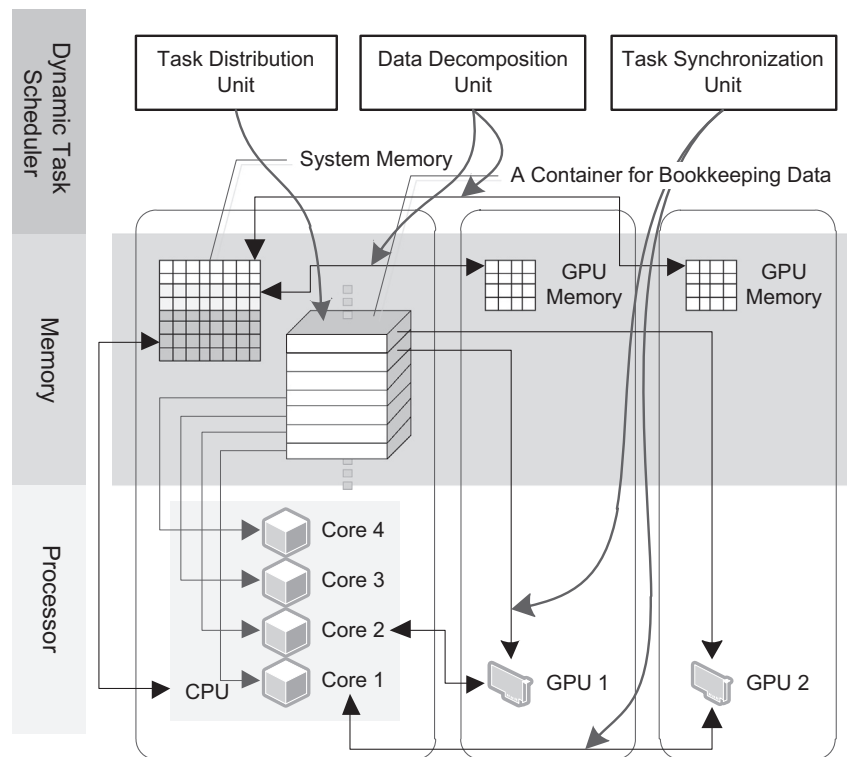 Dynamic Task
Scheduler
Task Distribution
Unit
Data Decomposition
Unit
Task Synchronization
Unit
System Memory
A Container for Bookkeeping Data
Memory
GPU
Memory
GPU
Memory
Processor
Core 4
Core 3
Core 2
Core 1
CPU
GPU 1
GPU 2